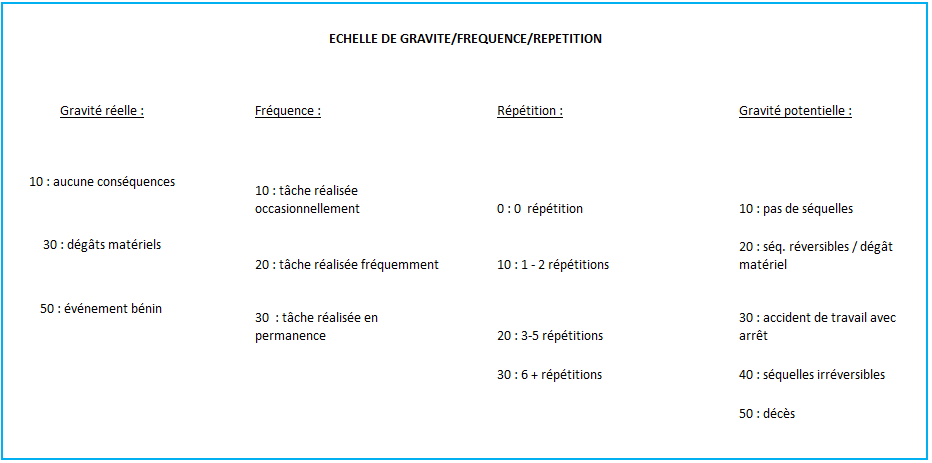 ECHELLE DE GRAVITE/FREQUENCE/REPETITION
Gravité réelle :
10 : aucune conséquences
30 : dégâts matériels
50 : événement bénin
Fréquence :
10 : tâche réalisée
occasionnellement
20 : tâche réalisée fréquemment
30  : tâche réalisée en
permanence
Répétition :
0 : 0  répétition
10 : 1 - 2 répétitions
20 : 3-5 répétitions
30 : 6 + répétitions
Gravité potentielle :
10 : pas de séquelles
20 : séq. réversibles / dégât
matériel
30 : accident de travail avec
arrêt
40 : séquelles irréversibles
50 : décès